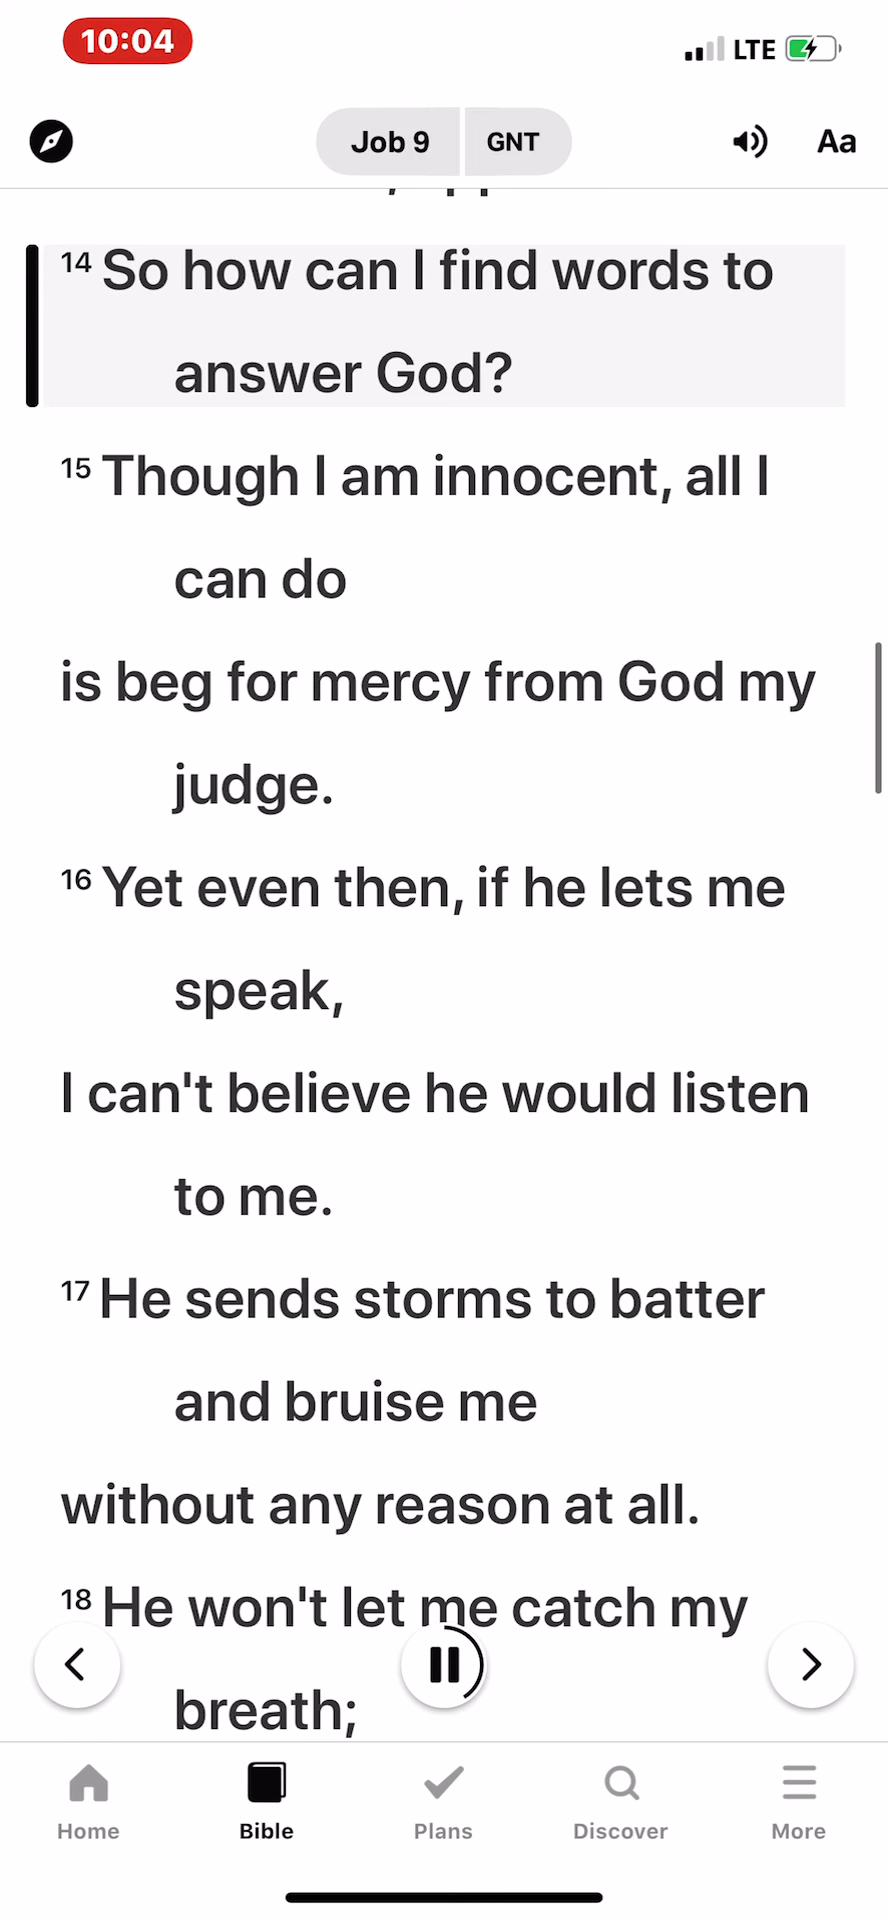 10:04
LTE
Job 9 GNT Aa
14 So how can I find words to
answer God?
15 Though I am innocent, all I
can do
is beg for mercy from God my
judge.
16 Yet even then, if he lets me
speak,
I can't believe he would listen
to me.
17 He sends storms to batter
and bruise me
without any reason at all.
18 He won't let me catch my
breath;
Home Bible Plans Discover More